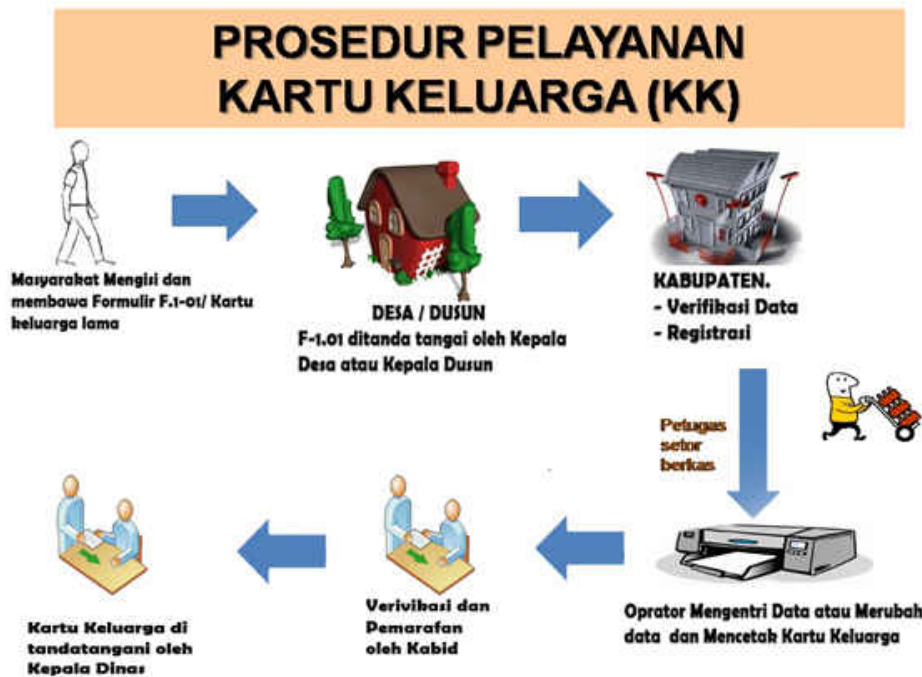 PROSEDUR PELAYANAN
KARTU KELUARGA (KK)
Masyarakat Mengisi dan
membawa Formulir F.1-01/ Kartu
keluarga lama
DESA / DUSUN
F-1.01 ditanda tangai oleh Kepala
Desa atau Kepala Dusun
KABUPATEN.
- Verifikasi Data
- Registrasi
Petugas
setor
berkas
Oprator Mengentri Data atau Merubah
data dan Mencetak Kartu Keluarga
Verivikasi dan
Pemarafan
oleh Kabid
Kartu Keluarga di
tandatangani oleh
Kepala Dinas